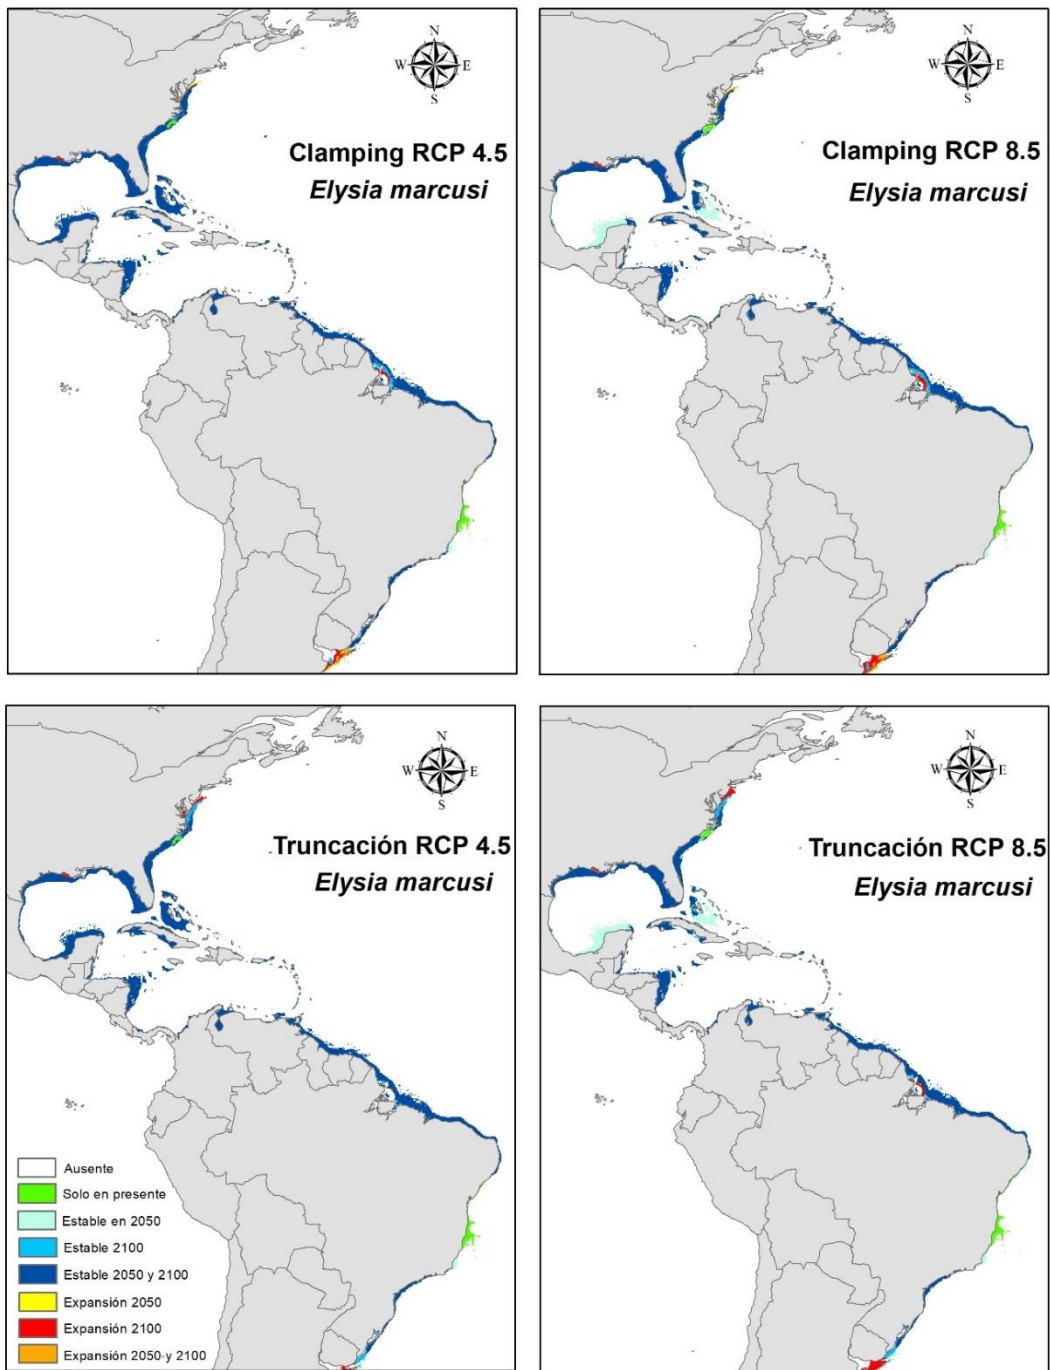 N
W E
S
Clamping RCP 4.5
Elysia marcusi
N
W E
S
Clamping RCP 8.5
Elysia marcusi
N
W E
S
Truncación RCP 4.5
Elysia marcusi
Ausente
Solo en presente
Estable en 2050
Estable 2100
Estable 2050 y 2100
Expansión 2050
Expansión 2100
Expansión 2050 y 2100
N
W E
S
Truncación RCP 8.5
Elysia marcusi